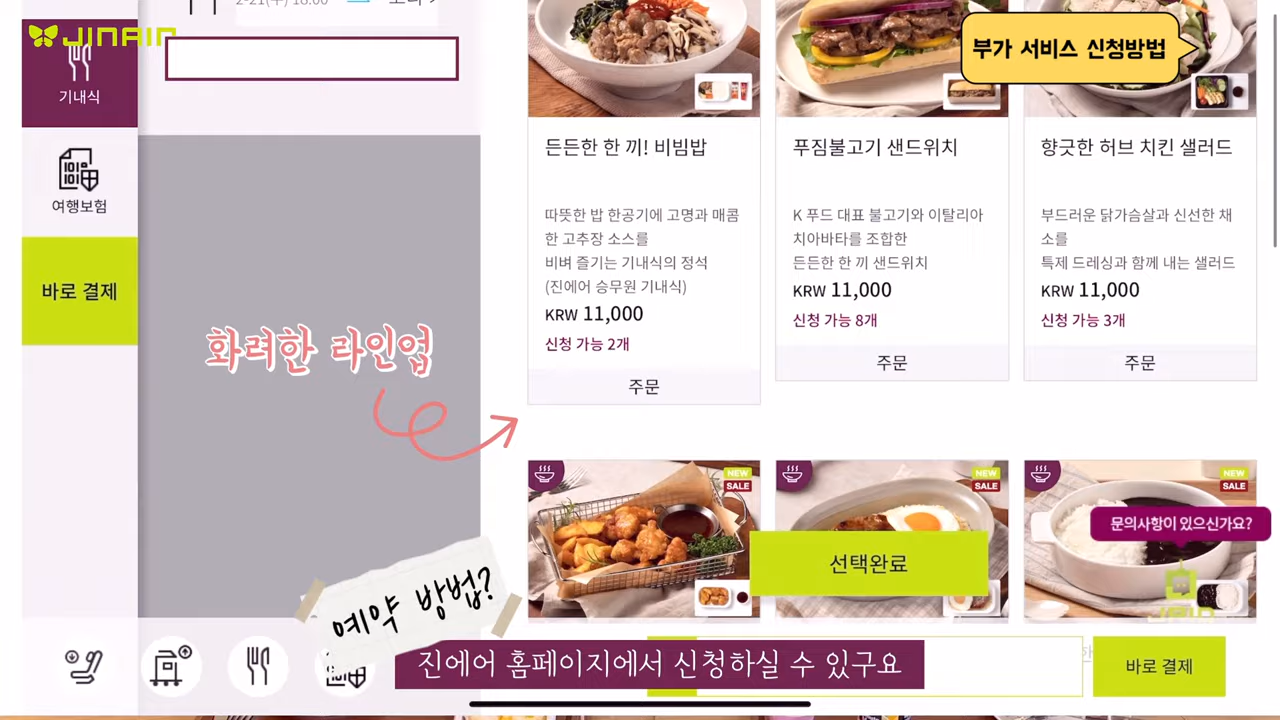 JINAIR
기내식
여행보험
바로 결제
부가 서비스 신청방법
든든한 한 끼! 비빔밥
따뜻한 밥 한공기에 고명과 매콤
한 고추장 소스를
비벼 즐기는 기내식의 정석
(진에어 승무원 기내식)
KRW 11,000
신청 가능 2개
주문
푸짐불고기 샌드위치
K 푸드 대표 불고기와 이탈리아
치아바타를 조합한
든든한 한 끼 샌드위치
KRW 11,000
신청 가능 8개
주문
향긋한 허브 치킨 샐러드
부드러운 닭가슴살과 신선한 채
소를
특제 드레싱과 함께 내는 샐러드
KRW 11,000
신청 가능 3개
주문
화려한 라인업
NEW
SALE
NEW
SALE
NEW
SALE
문의사항이 있으신가요?
선택완료
예약 방법?
진에어 홈페이지에서 신청하실 수 있구요
바로 결제